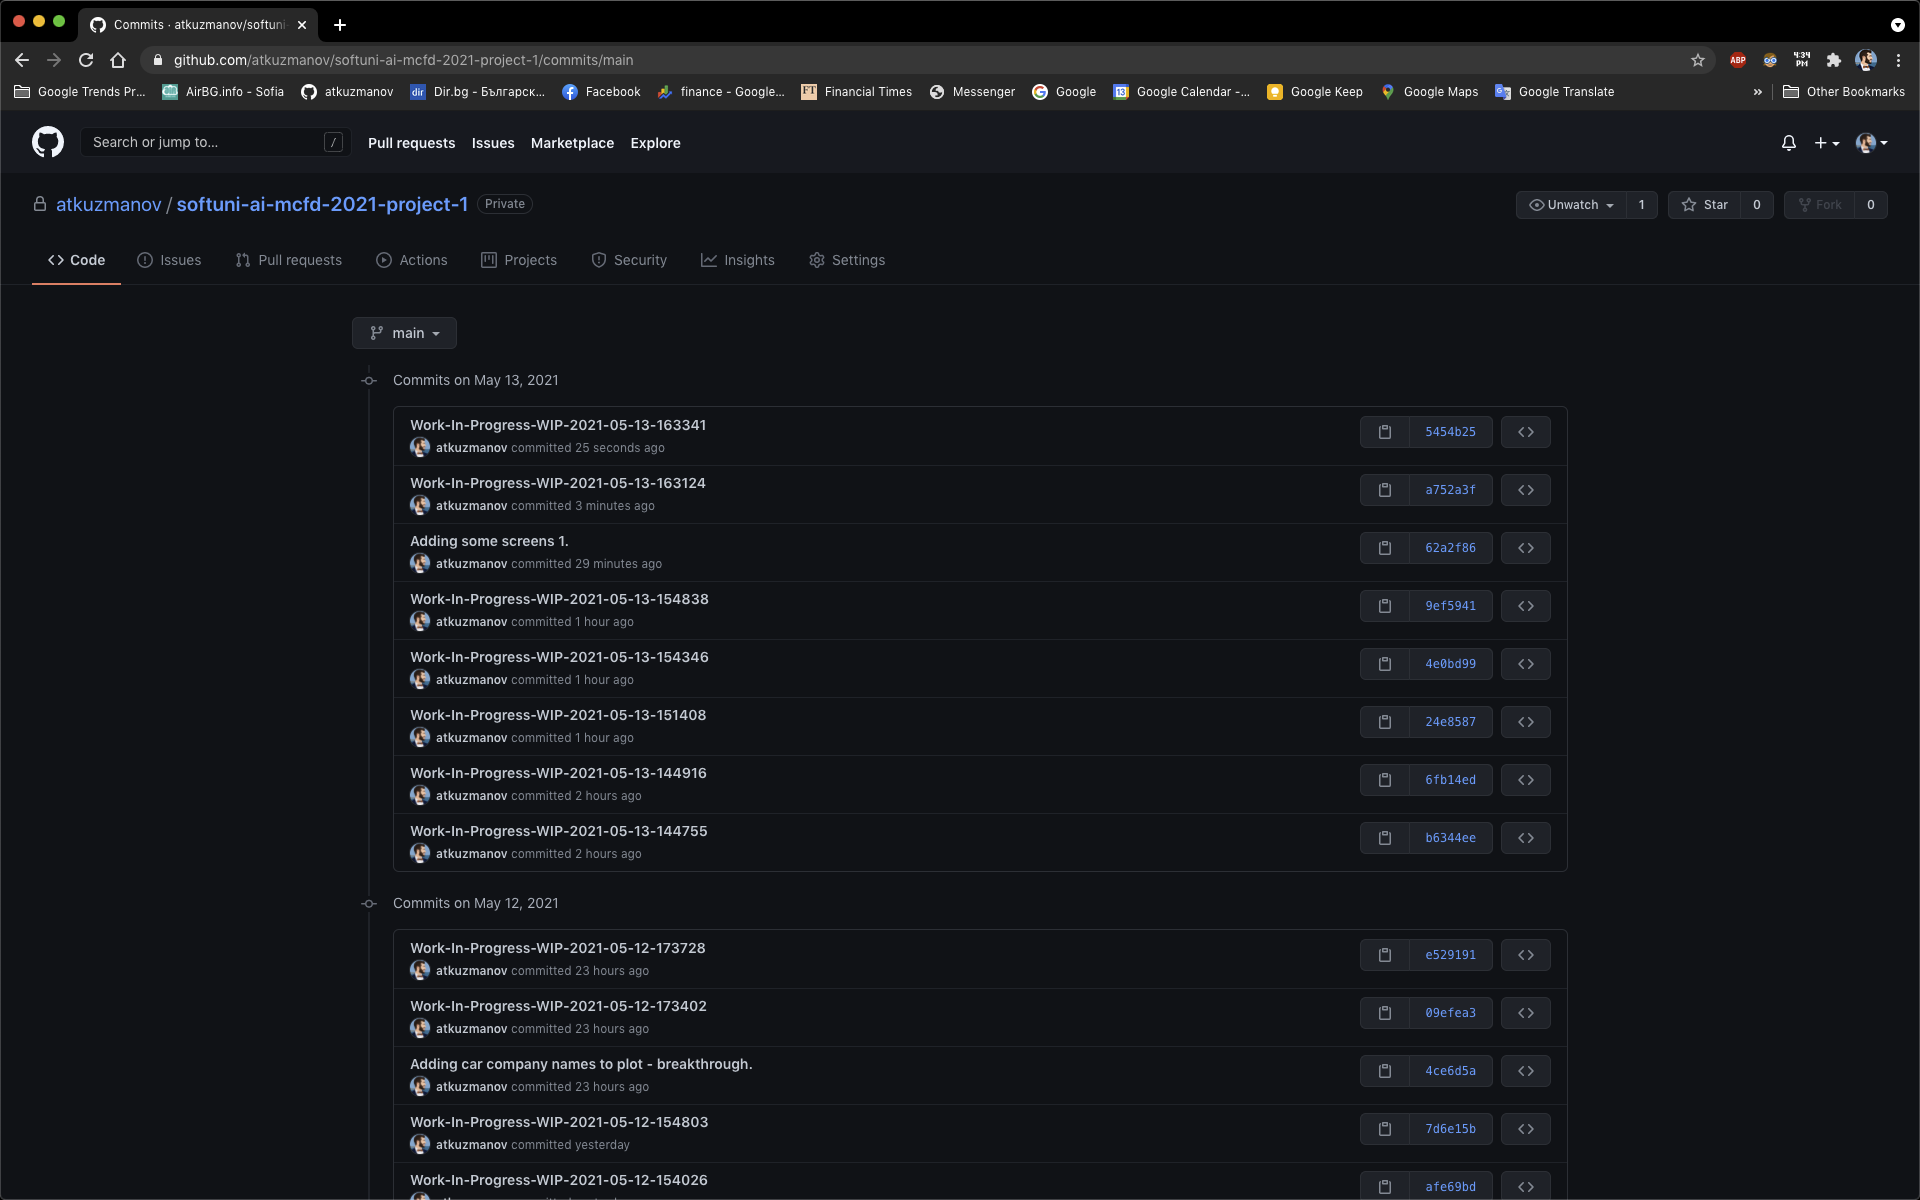 Commits · atkuzmanov/softuni-
github.com/atkuzmanov/softuni-ai-mcfd-2021-project-1/commits/main
ABP
4:34 PM
Google Trends Pr...
AirBG.info - Sofia
atkuzmanov
dir
Dir.bg - Българск...
Facebook
finance - Google...
FT
Financial Times
Messenger
Google
13
Google Calendar -...
Google Keep
Google Maps
Google Translate
»
Other Bookmarks
Search or jump to...
/
Pull requests
Issues
Marketplace
Explore
atkuzmanov / softuni-ai-mcfd-2021-project-1
Private
Unwatch
1
Star
0
Fork
0
Code
Issues
Pull requests
Actions
Projects
Security
Insights
Settings
main
Commits on May 13, 2021
Work-In-Progress-WIP-2021-05-13-163341
atkuzmanov committed 25 seconds ago
5454b25
Work-In-Progress-WIP-2021-05-13-163124
atkuzmanov committed 3 minutes ago
a752a3f
Adding some screens 1.
atkuzmanov committed 29 minutes ago
62a2f86
Work-In-Progress-WIP-2021-05-13-154838
atkuzmanov committed 1 hour ago
9ef5941
Work-In-Progress-WIP-2021-05-13-154346
atkuzmanov committed 1 hour ago
4e0bd99
Work-In-Progress-WIP-2021-05-13-151408
atkuzmanov committed 1 hour ago
24e8587
Work-In-Progress-WIP-2021-05-13-144916
atkuzmanov committed 2 hours ago
6fb14ed
Work-In-Progress-WIP-2021-05-13-144755
atkuzmanov committed 2 hours ago
b6344ee
Commits on May 12, 2021
Work-In-Progress-WIP-2021-05-12-173728
atkuzmanov committed 23 hours ago
e529191
Work-In-Progress-WIP-2021-05-12-173402
atkuzmanov committed 23 hours ago
09efea3
Adding car company names to plot - breakthrough.
atkuzmanov committed 23 hours ago
4ce6d5a
Work-In-Progress-WIP-2021-05-12-154803
atkuzmanov committed yesterday
7d6e15b
Work-In-Progress-WIP-2021-05-12-154026
afe69bd